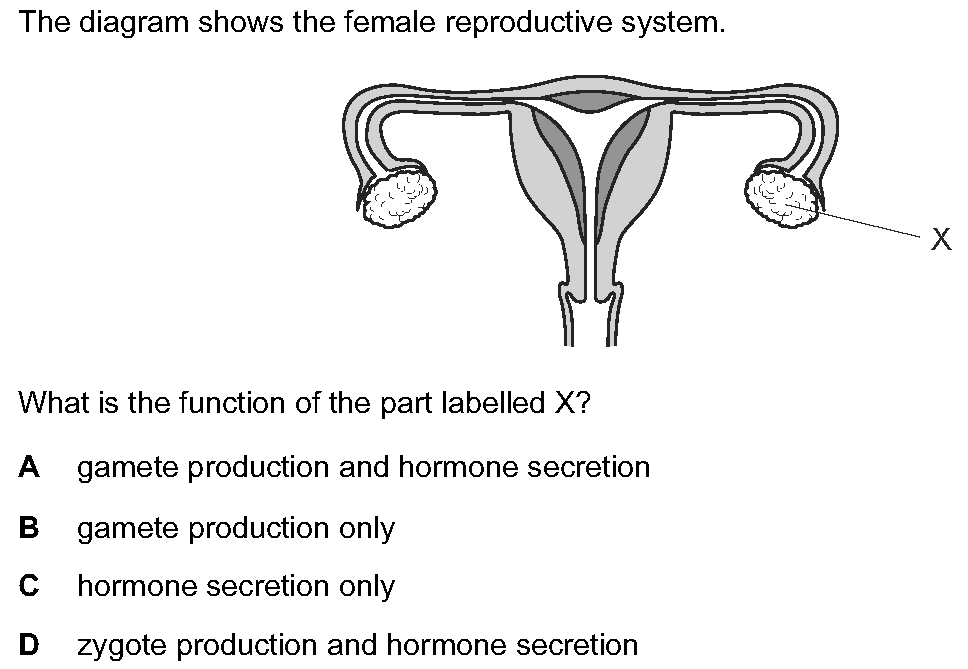 The diagram shows the female reproductive system.
X
What is the function of the part labelled X?
A gamete production and hormone secretion
B gamete production only
C hormone secretion only
D zygote production and hormone secretion